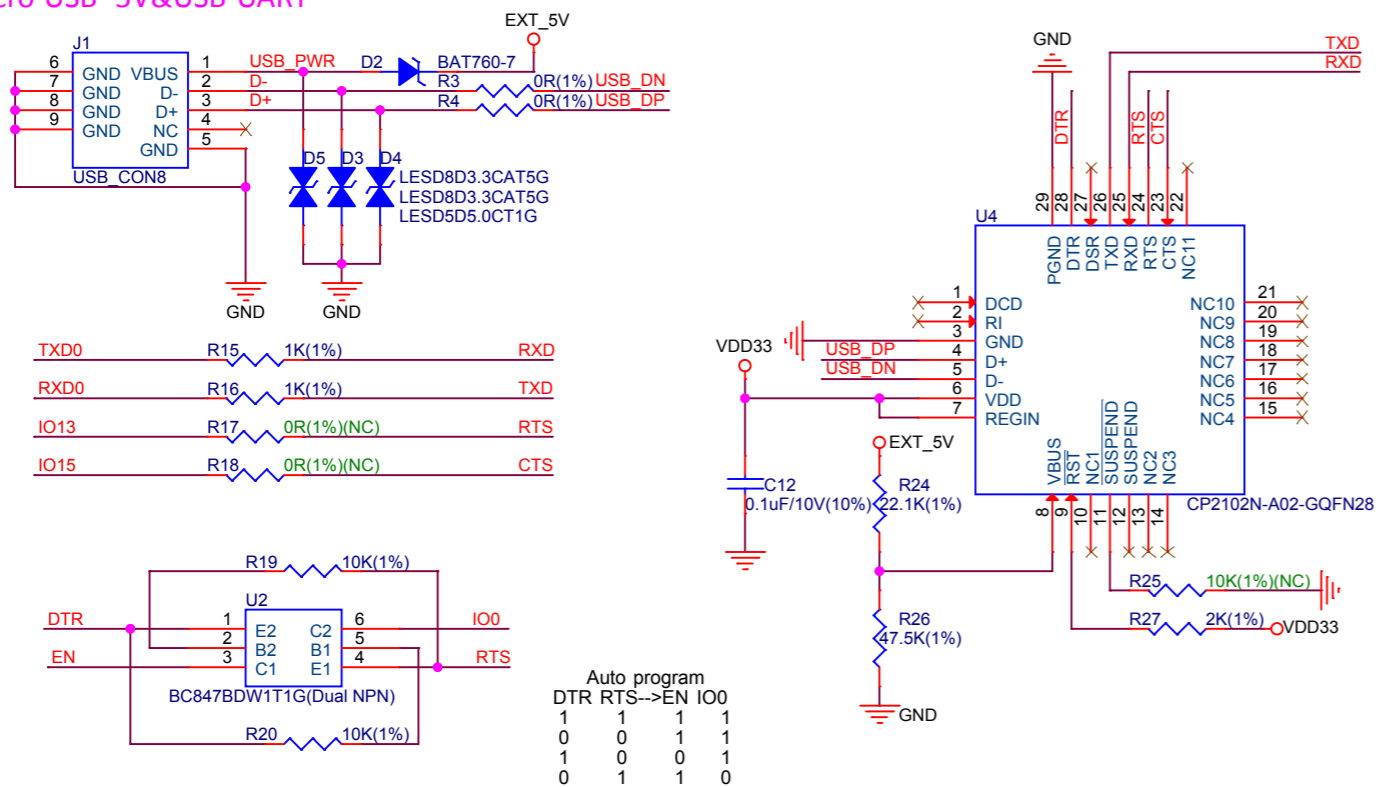 cro USB 5V&USB UART
J1
6 GND VBUS 1 USB_PWR D2 BAT760-7 EXT_5V
7 GND D- 2 D- R3 0R(1%) USB_DN
8 GND D+ 3 D+ R4 0R(1%) USB_DP
9 GND NC 4
GND 5
USB_CON8
D5 D3 D4
LESD8D3.3CAT5G
LESD8D3.3CAT5G
LESD5D5.0CT1G
GND GND
TXD0 R15 1K(1%) RXD
RXD0 R16 1K(1%) TXD
IO13 R17 0R(1%)(NC) RTS
IO15 R18 0R(1%)(NC) CTS
R19 10K(1%)
U2
DTR 1 E2 C2 6 IO0
2 B2 B1 5
EN 3 C1 E1 4 RTS
BC847BDW1T1G(Dual NPN)
R20 10K(1%)
Auto program
DTR RTS-->EN IO0
1 1 1 1
0 0 1 1
1 0 0 1
0 1 1 0
GND
TXD
RXD
DTR RTS CTS
29 28 27 26 25 24 23 22
U4
PGND DTR DSR TXD RXD RTS CTS NC11
1 DCD NC10 21
2 RI NC9 20
3 GND NC8 19
USB_DP 4 D+ NC7 18
USB_DN 5 D- NC6 17
6 VDD NC5 16
7 REGIN NC4 15
VDD33
VBUS RST NC1 SUSPEND SUSPEND NC2 NC3
8 9 10 11 12 13 14
CP2102N-A02-GQFN28
EXT_5V
C12
0.1uF/10V(10%)
R24
22.1K(1%)
R26
47.5K(1%)
GND
R25 10K(1%)(NC)
R27 2K(1%) VDD33